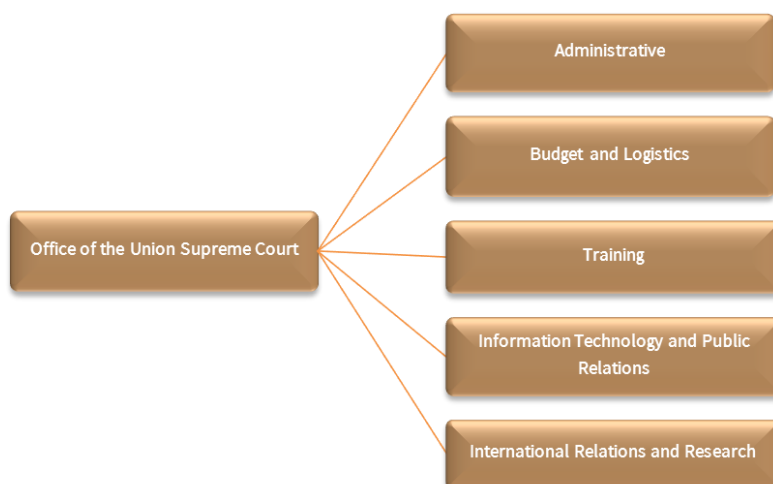 Administrative
Budget and Logistics
Office of the Union Supreme Court
Training
Information Technology and Public
Relations
International Relations and Research